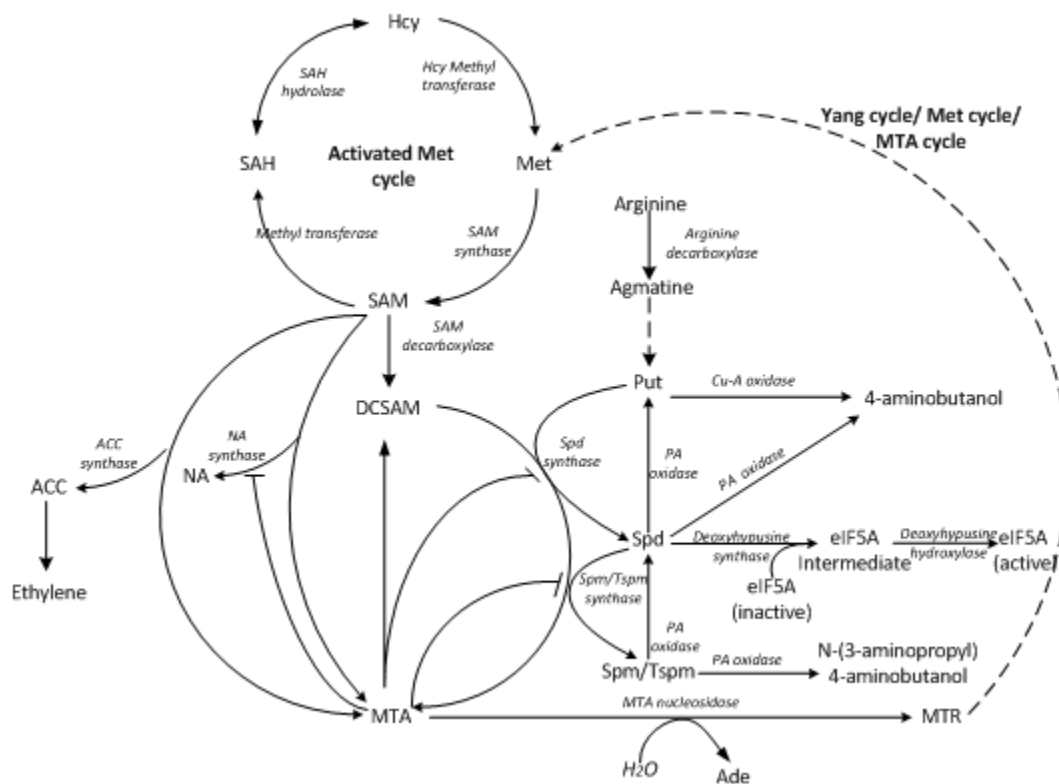 Hcy
SAH
hydrolase
Hcy Methyl
transferase
Yang cycle/ Met cycle/
MTA cycle
SAH
Activated Met
cycle
Met
Methyl transferase
SAM
synthase
Arginine
Arginine
decarboxylase
Agmatine
SAM
SAM
decarboxylase
Put
Cu-A oxidase
4-aminobutanol
DCSAM
ACC
synthase
NA
synthase
Spd
synthase
PA
oxidase
PA oxidase
ACC
NA
Spd
Deoxyhypusine
synthase
eIF5A
Intermediate
Deoxyhypusine
hydroxylase
eIF5A
(active)
eIF5A
(inactive)
Ethylene
Spm/Tspm
synthase
PA
oxidase
Spm/Tspm
PA oxidase
N-(3-aminopropyl)
4-aminobutanol
MTA
MTA nucleosidase
MTR
H2O
Ade